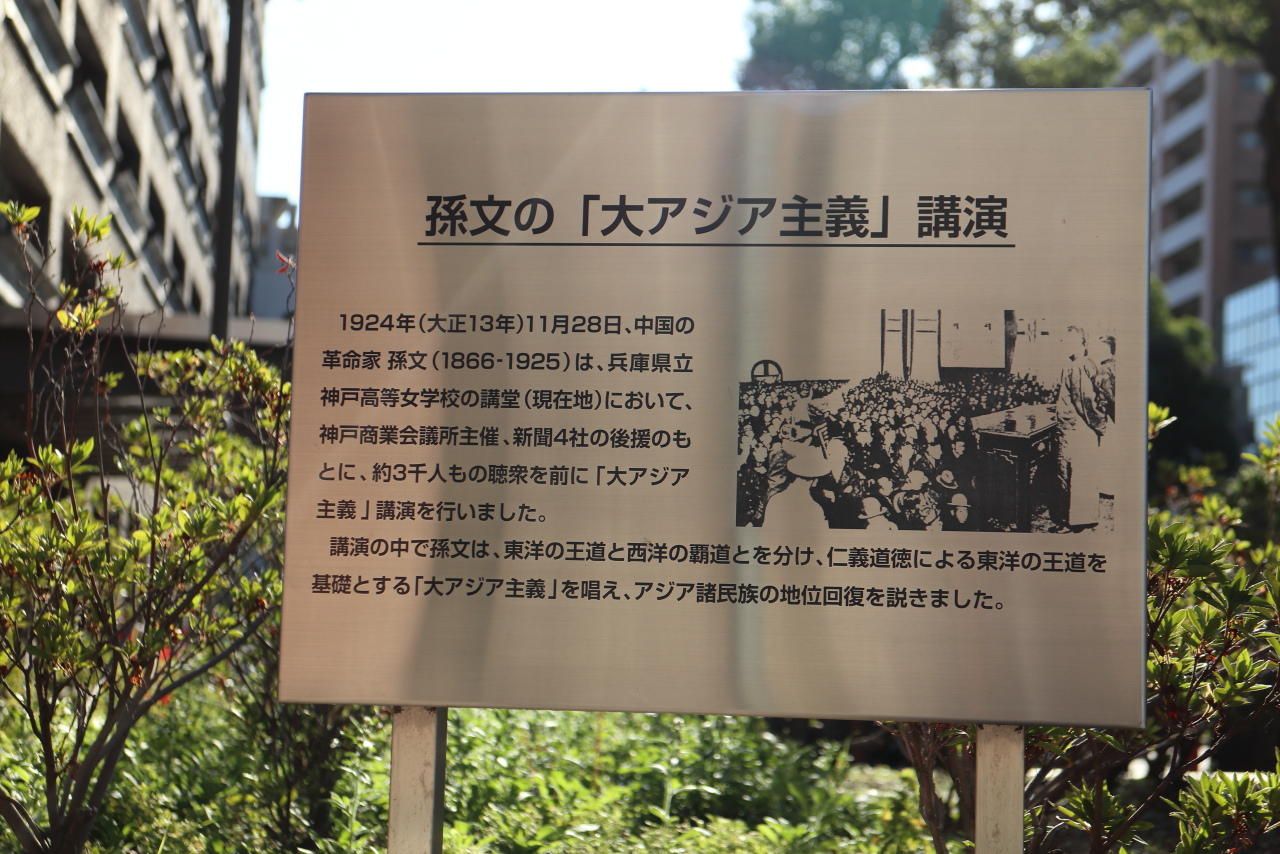 孫文の「大アジア主義」講演
1924年(大正13年)11月28日、中国の
革命家 孫文(1866-1925)は、兵庫県立
神戸高等女学校の講堂(現在地)において、
神戸商業会議所主催、新聞4社の後援のも
とに、約3千人もの聴衆を前に「大アジア
主義」講演を行いました。
講演の中で孫文は、東洋の王道と西洋の覇道とを分け、仁義道徳による東洋の王道を
基礎とする「大アジア主義」を唱え、アジア諸民族の地位回復を説きました。